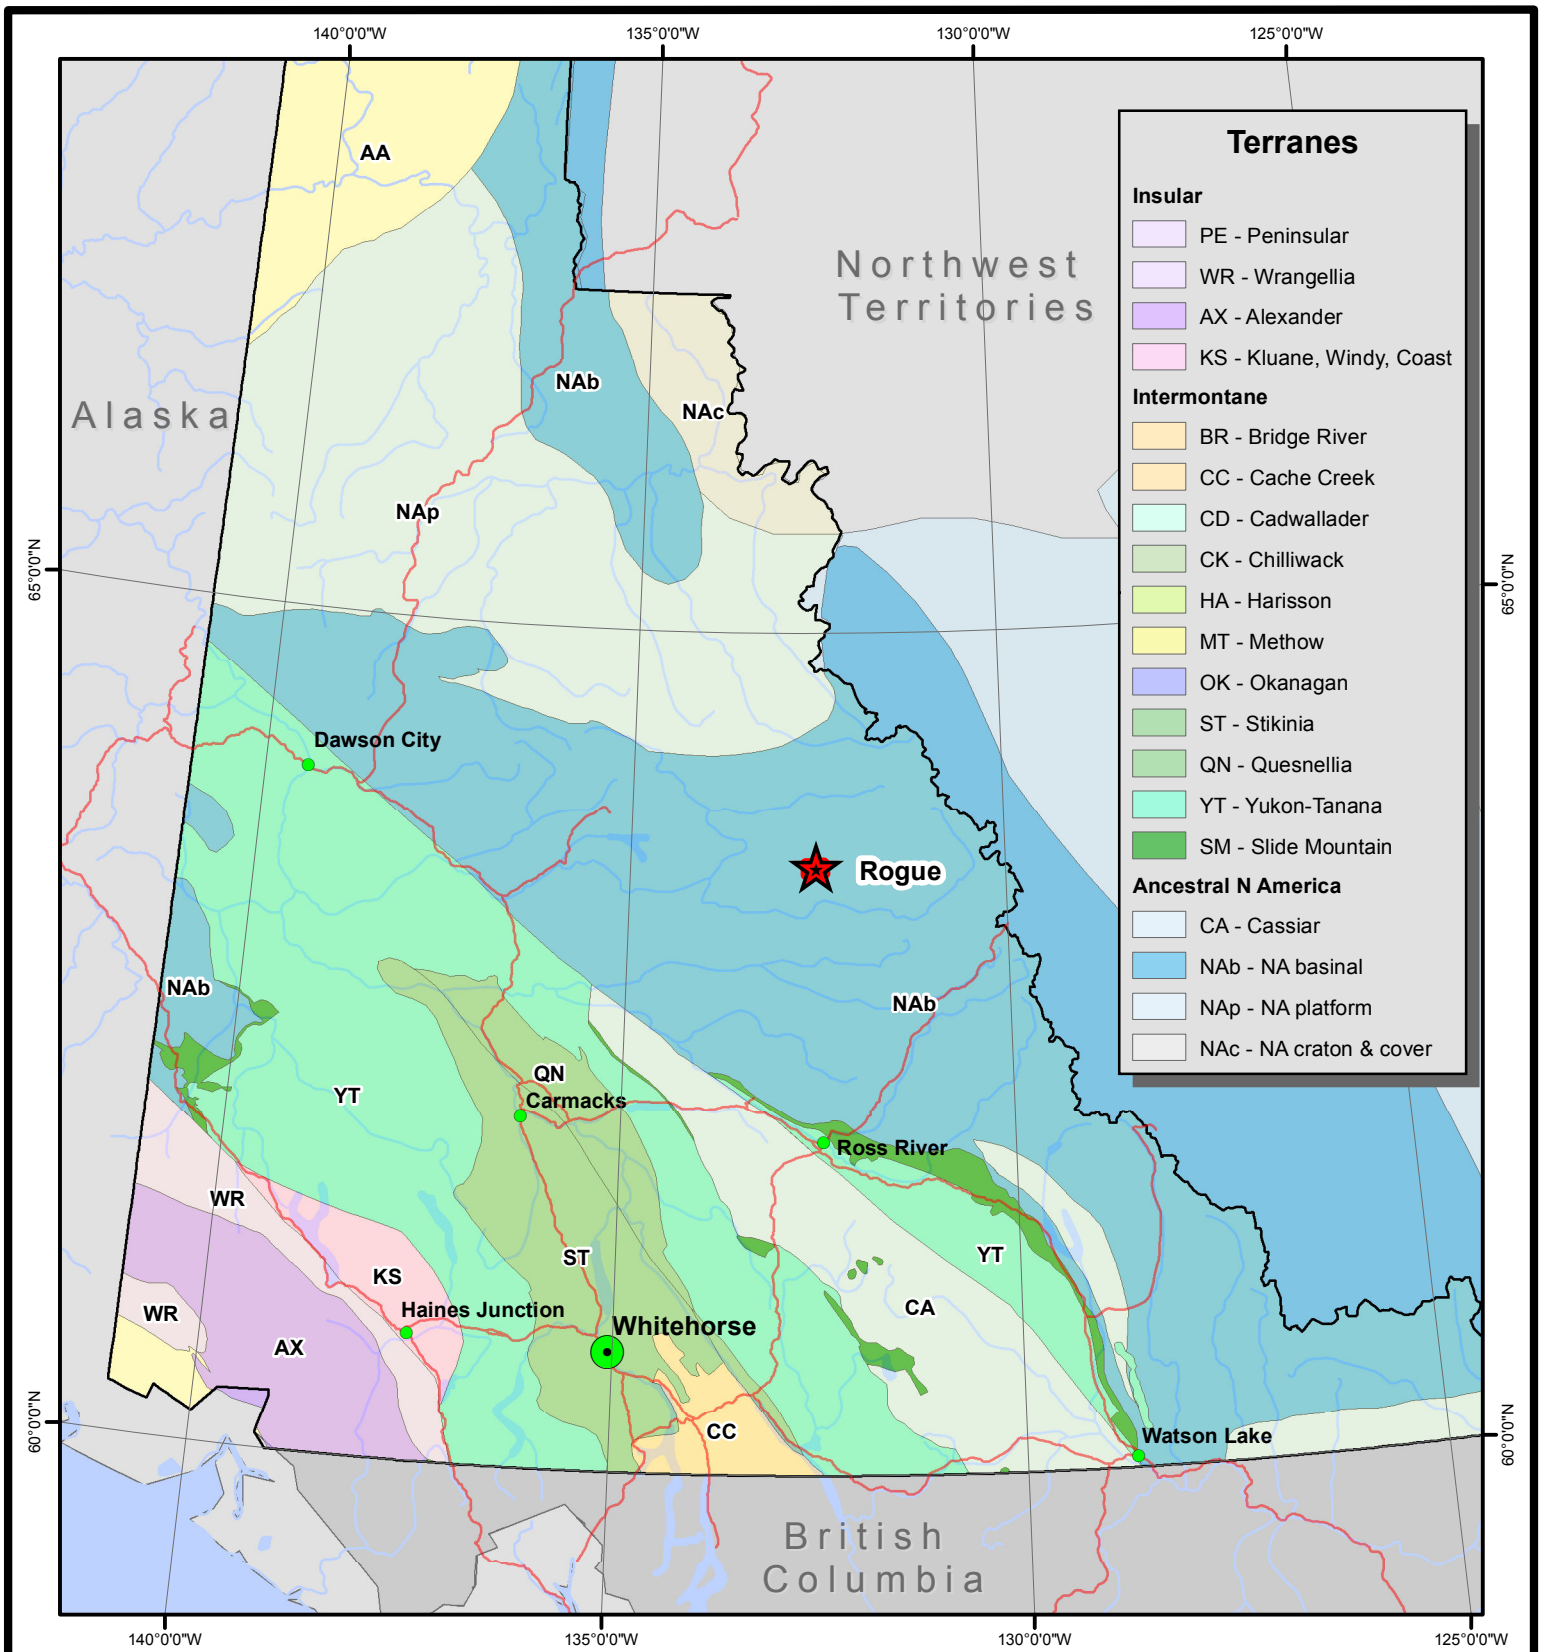 140°0'0"W
135°0'0"W
130°0'0"W
125°0'0"W
Terranes
Insular
PE - Peninsular
WR - Wrangellia
AX - Alexander
KS - Kluane, Windy, Coast
Intermontane
BR - Bridge River
CC - Cache Creek
CD - Cadwallader
CK - Chilliwack
HA - Harisson
MT - Methow
OK - Okanagan
ST - Stikinia
QN - Quesnellia
YT - Yukon-Tanana
SM - Slide Mountain
Ancestral N America
CA - Cassiar
NAb - NA basinal
NAp - NA platform
NAc - NA craton & cover
AA
Northwest
Territories
Alaska
NAb
NAc
NAp
65°0'0"N
65°0'0"N
Dawson City
Rogue
NAb
NAb
QN
YT
Carmacks
Ross River
WR
YT
ST
KS
CA
Haines Junction
WR
Whitehorse
AX
60°0'0"N
60°0'0"N
CC
Watson Lake
British
Columbia
140°0'0"W
135°0'0"W
130°0'0"W
125°0'0"W